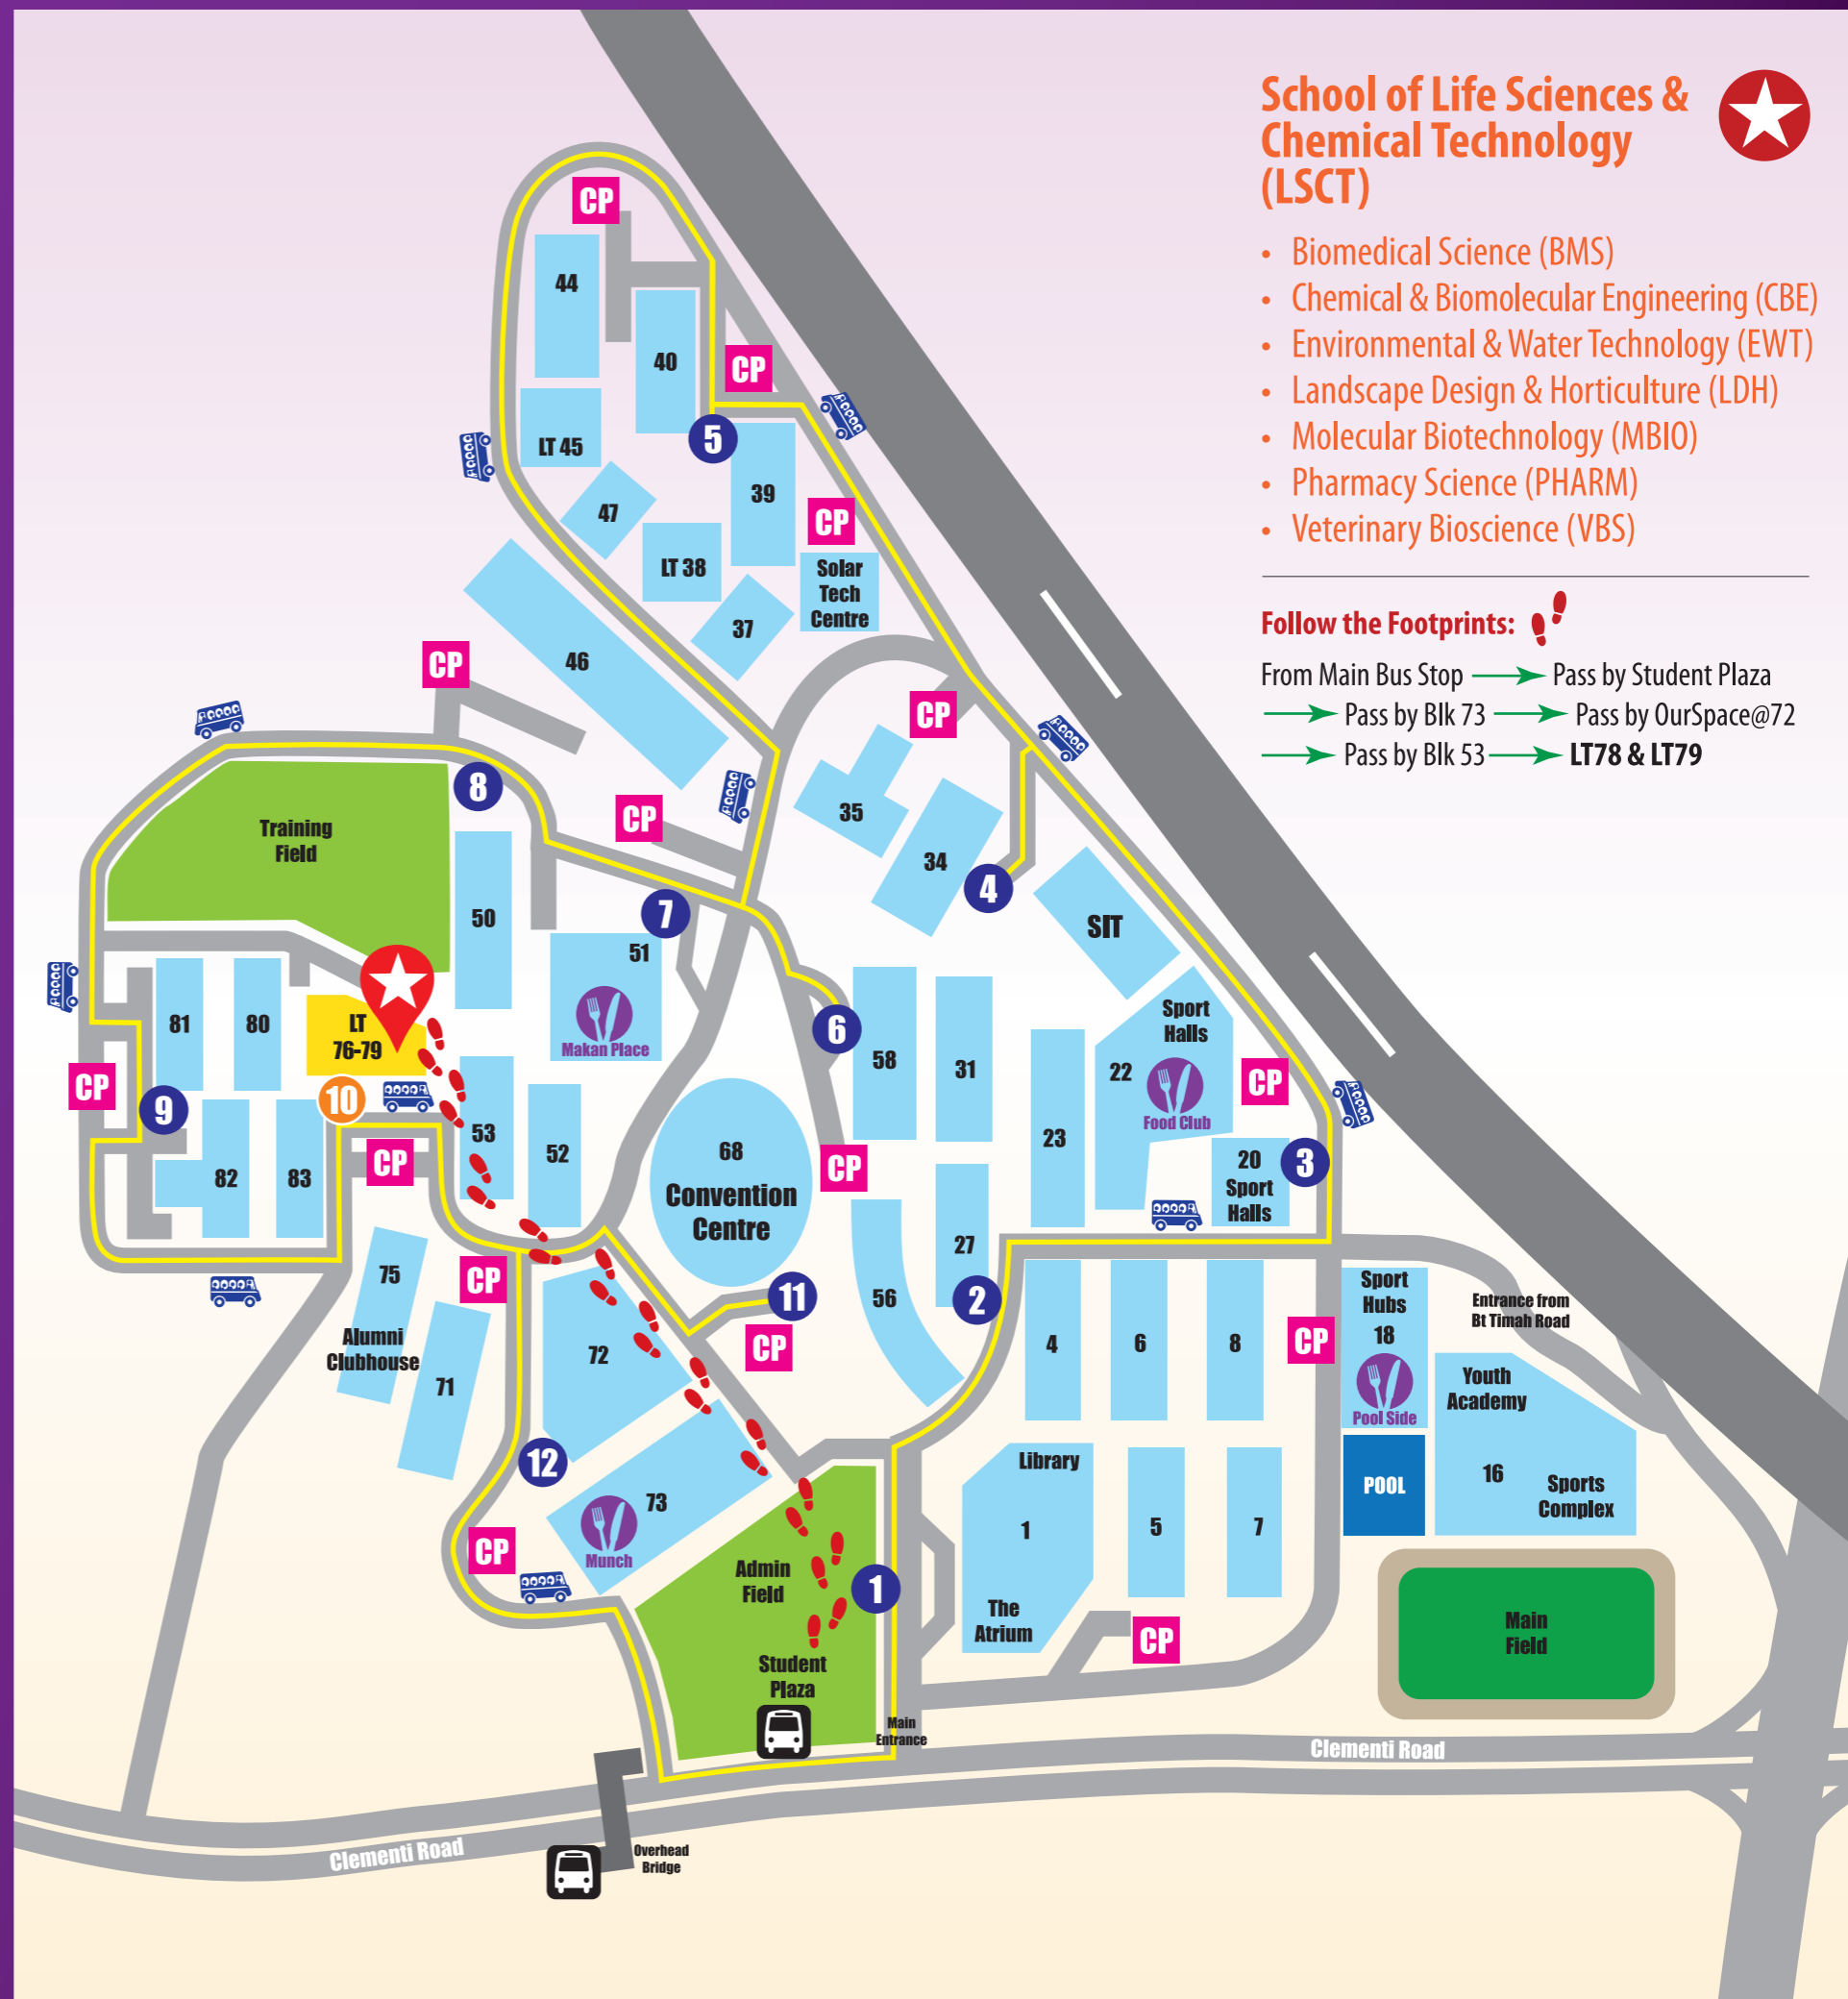 School of Life Sciences &
Chemical Technology
(LSCT)
• Biomedical Science (BMS)
• Chemical & Biomolecular Engineering (CBE)
• Environmental & Water Technology (EWT)
• Landscape Design & Horticulture (LDH)
• Molecular Biotechnology (MBIO)
• Pharmacy Science (PHARM)
• Veterinary Bioscience (VBS)
Follow the Footprints:
From Main Bus Stop Pass by Student Plaza
Pass by Blk 73 Pass by OurSpace@72
Pass by Blk 53 LT78 & LT79
CP
44
40
CP
LT 45
5
39
47
CP
LT 38
Solar
Tech
Centre
37
46
CP
CP
8
CP
35
34
4
Training
Field
50
7
51
Makan Place
SIT
81
80
LT
76-79
6
58
31
Sport
Halls
22
Food Club
CP
CP
9
10
53
52
23
82
83
CP
68
Convention
Centre
CP
20
Sport
Halls
3
27
75
CP
11
56
2
Alumni
Clubhouse
71
72
CP
4
6
8
CP
Sport
Hubs
18
Pool Side
Entrance from
Bt Timah Road
Youth
Academy
16
Sports
Complex
POOL
12
73
Munch
CP
Library
1
The
Atrium
5
7
Admin
Field
1
CP
Student
Plaza
Main
Entrance
Main
Field
Clementi Road
Clementi Road
Overhead
Bridge